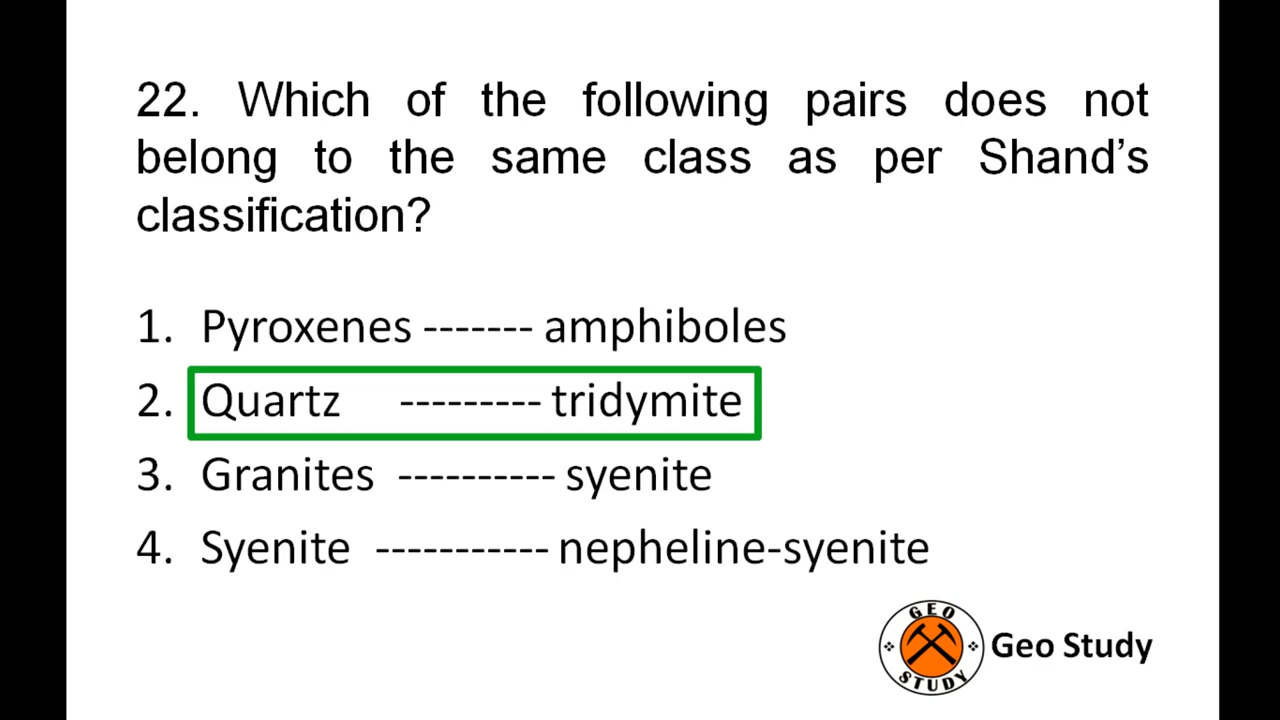 22. Which of the following pairs does not
belong to the same class as per Shand’s
classification?
1. Pyroxenes ------- amphiboles
2. Quartz --------- tridymite
3. Granites ---------- syenite
4. Syenite ----------- nepheline-syenite
GEO
STUDY
Geo Study